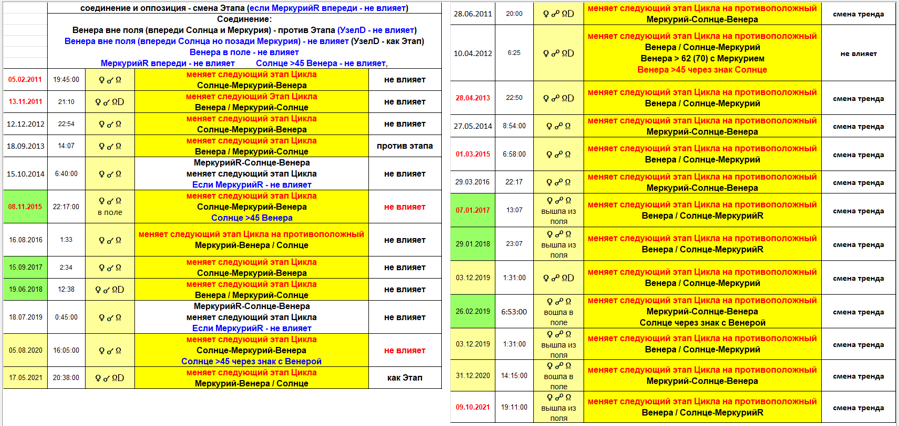 соединение и оппозиция - смена Этапа (если МеркурийR впереди - не влияет)
Соединение:
Венера вне поля (впереди Солнца и Меркурия) - против Этапа (УзелD - не влияет)
Венера вне поля (впереди Солнца но позади Меркурия) - не влияет (УзелD - как Этап)
Венера в поле - не влияет
МеркурийR впереди - не влияет Солнце >45 Венера - не влияет,
05.02.2011 19:45:00 ♀ ☌ ☊ меняет следующий этап Цикла не влияет
Солнце-Меркурий-Венера
13.11.2011 21:10 ♀ ☌ ☊D меняет следующий Этап Цикла не влияет
Венера / Меркурий-Солнце
12.12.2012 22:54 ♀ ☌ ☊ меняет следующий этап Цикла не влияет
Солнце-Меркурий-Венера
18.09.2013 14:07 ♀ ☌ ☊ меняет следующий этап Цикла против этапа
Венера / Меркурий-Солнце
15.10.2014 6:40:00 ♀ ☌ ☊ МеркурийR-Солнце-Венера не влияет
меняет следующий этап Цикла
Если МеркурийR - не влияет
08.11.2015 22:17:00 ♀ ☌ ☊ в поле меняет следующий этап Цикла не влияет
Солнце-Меркурий-Венера
Солнце >45 Венера
16.08.2016 1:33 ♀ ☌ ☊ меняет следующий этап Цикла на противоположный не влияет
Меркурий-Венера / Солнце
15.09.2017 2:34 ♀ ☌ ☊ меняет следующий этап Цикла не влияет
Солнце-Меркурий-Венера
19.06.2018 12:38 ♀ ☌ ☊D меняет следующий этап Цикла не влияет
Венера / Меркурий-Солнце
18.07.2019 0:45:00 ♀ ☌ ☊ МеркурийR-Солнце-Венера не влияет
меняет следующий этап Цикла
Если МеркурийR - не влияет
05.08.2020 16:05:00 ♀ ☌ ☊ меняет следующий этап Цикла не влияет
Солнце-Меркурий-Венера
Солнце >45 через знак с Венерой
17.05.2021 20:38:00 ♀ ☌ ☊D меняет следующий этап Цикла как Этап
Меркурий-Венера / Солнце
28.06.2011 20:00 ♀ ☍ ☊D меняет следующий этап Цикла на противоположный смена тренда
Меркурий-Солнце-Венера
10.04.2012 6:25 ♀ ☍ ☊D меняет следующий этап Цикла на противоположный не влияет
Венера / Солнце-Меркурий
Венера > 62 (70) с Меркурием
Венера >45 через знак Солнце
28.04.2013 22:50 ♀ ☍ ☊D меняет следующий этап Цикла на противоположный смена тренда
Венера / Солнце-Меркурий
27.05.2014 8:54:00 ♀ ☍ ☊ меняет следующий этап Цикла на противоположный смена тренда
Меркурий-Солнце-Венера
01.03.2015 6:58:00 ♀ ☍ ☊ меняет следующий этап Цикла на противоположный смена тренда
Венера / Солнце-Меркурий
29.03.2016 22:17 ♀ ☍ ☊ меняет следующий этап Цикла на противоположный смена тренда
Меркурий-Солнце-Венера
07.01.2017 13:07 ♀ ☍ ☊ вышла из поля меняет следующий этап Цикла на противоположный смена тренда
Венера / Солнце-МеркурийR
29.01.2018 23:07 ♀ ☍ ☊ вышла из поля меняет следующий этап Цикла на противоположный смена тренда
Венера / Солнце-МеркурийR
03.12.2019 1:31:00 ♀ ☍ ☊D меняет следующий этап Цикла на противоположный смена тренда
Венера / Солнце-Меркурий
26.02.2019 6:53:00 ♀ ☍ ☊ вошла в поле меняет следующий этап Цикла на противоположный смена тренда
Меркурий-Солнце-Венера
Солнце через знак с Венерой
03.12.2019 1:31:00 ♀ ☍ ☊ вышла из поля меняет следующий этап Цикла на противоположный смена тренда
Венера / Солнце-Меркурий
31.12.2020 14:15:00 ♀ ☍ ☊ вошла в поле меняет следующий этап Цикла на противоположный смена тренда
Меркурий-Солнце-Венера
09.10.2021 19:11:00 ♀ ☍ ☊ вышла из поля меняет следующий этап Цикла на противоположный смена тренда
Венера / Солнце-МеркурийR